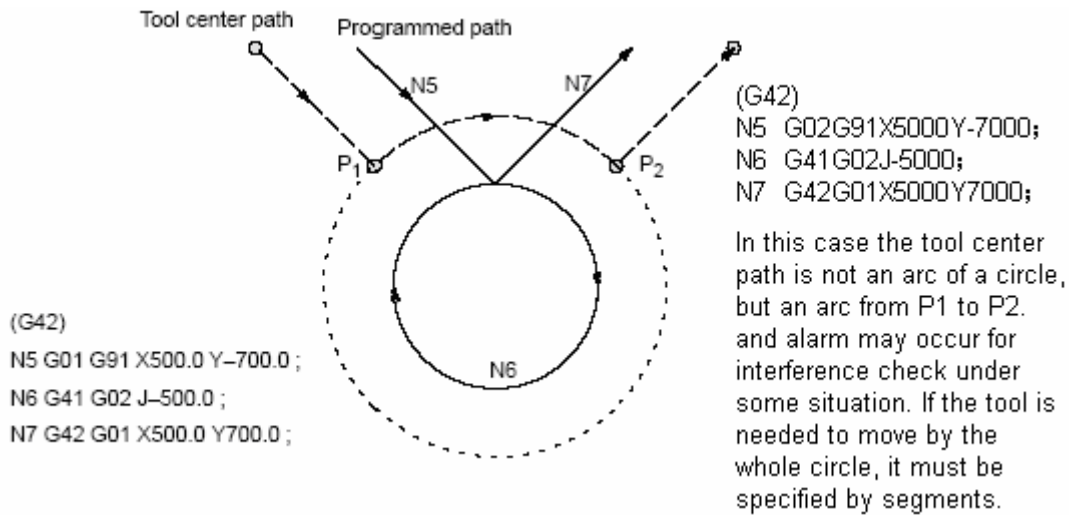 Tool center path
Programmed path
N5
N7
P1
P2
N6
(G42)
N5 G01 G91 X500.0 Y–700.0 ;
N6 G41 G02 J–500.0 ;
N7 G42 G01 X500.0 Y700.0 ;
(G42)
N5 G02G91X5000Y-7000;
N6 G41G02J-5000;
N7 G42G01X5000Y7000;
In this case the tool center
path is not an arc of a circle,
but an arc from P1 to P2.
and alarm may occur for
interference check under
some situation. If the tool is
needed to move by the
whole circle, it must be
specified by segments.